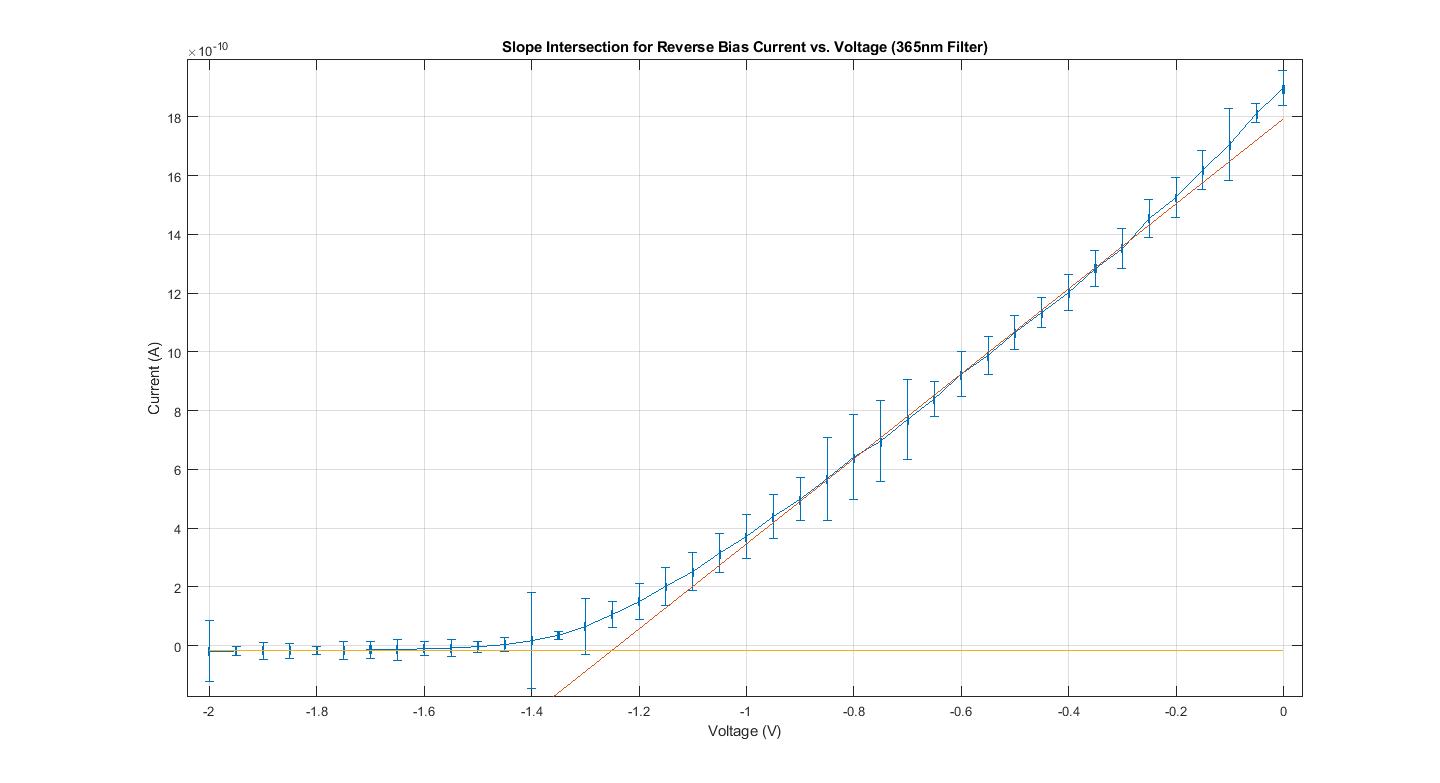 Slope Intersection for Reverse Bias Current vs. Voltage (365nm Filter)
×10^-10
18
16
14
12
10
8
6
4
2
0
Current (A)
-2 -1.8 -1.6 -1.4 -1.2 -1 -0.8 -0.6 -0.4 -0.2 0
Voltage (V)